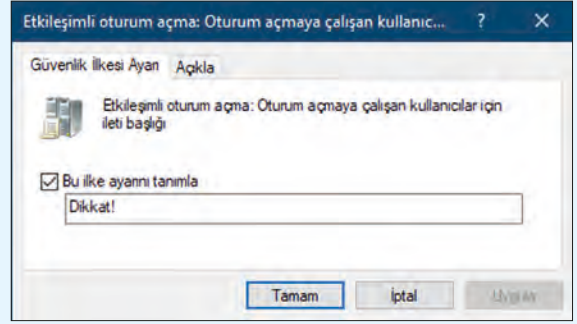 Etkileşimli oturum açma: Oturum açmaya çalışan kullanıc... ? ×
Güvenlik İlkesi Ayarı Açıkla
Etkileşimli oturum açma: Oturum açmaya çalışan kullanıcılar için
ileti başlığı
Bu ilke ayarını tanımla
Dikkat!
Tamam İptal Uygula